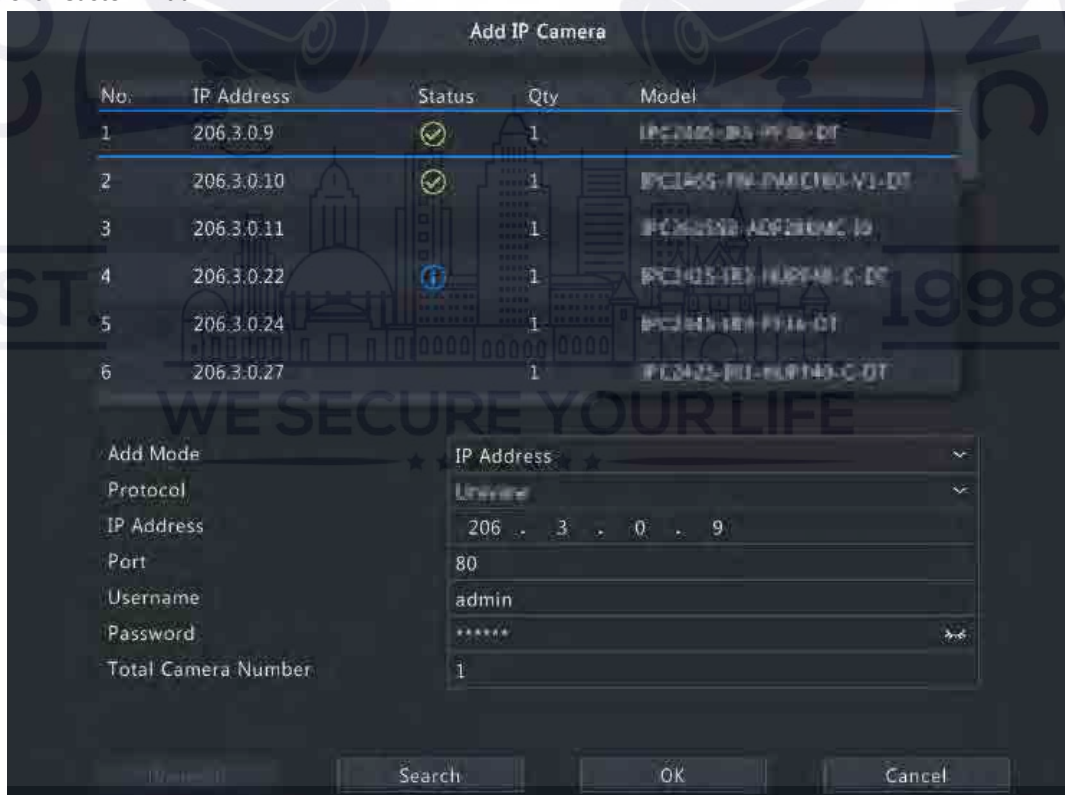 Add IP Camera
No. IP Address Status Qty Model
1 206.3.0.9 1
2 206.3.0.10 1
3 206.3.0.11 1
4 206.3.0.22 1
5 206.3.0.24 1
6 206.3.0.27 1
EST. 1998
WE SECURE YOUR LIFE
Add Mode IP Address
Protocol
IP Address 206 . 3 . 0 . 9
Port 80
Username admin
Password ******
Total Camera Number 1
Search OK Cancel